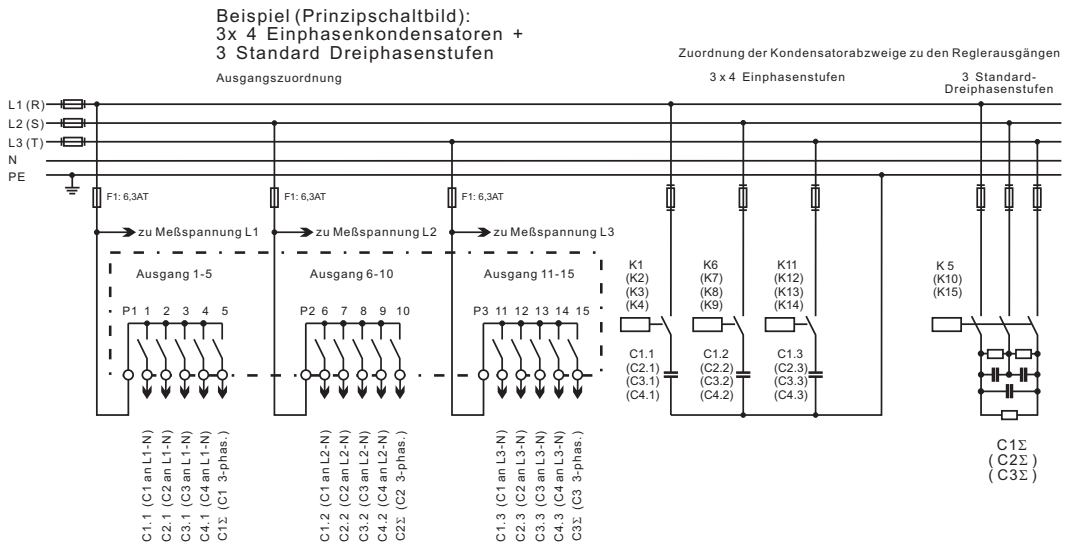 Beispiel (Prinzipschaltbild):
3x 4 Einphasenkondensatoren +
3 Standard Dreiphasenstufen
Ausgangszuordnung
Zuordnung der Kondensatorabzweige zu den Reglerausgängen
3 x 4 Einphasenstufen
3 Standard-
Dreiphasenstufen
L1 (R)
L2 (S)
L3 (T)
N
PE
F1: 6,3AT
F1: 6,3AT
F1: 6,3AT
zu Meßspannung L1
zu Meßspannung L2
zu Meßspannung L3
Ausgang 1-5
Ausgang 6-10
Ausgang 11-15
P1 1 2 3 4 5
P2 6 7 8 9 10
P3 11 12 13 14 15
K1
(K2)
(K3)
(K4)
K6
(K7)
(K8)
(K9)
K11
(K12)
(K13)
(K14)
K 5
(K10)
(K15)
C1.1
(C2.1)
(C3.1)
(C4.1)
C1.2
(C2.2)
(C3.2)
(C4.2)
C1.3
(C2.3)
(C3.3)
(C4.3)
C1Σ
(C2Σ)
(C3Σ)
C1.1 (C1 an L1-N)
C2.1 (C2 an L1-N)
C3.1 (C3 an L1-N)
C4.1 (C4 an L1-N)
C1Σ (C1 3-phas.)
C1.2 (C1 an L2-N)
C2.2 (C2 an L2-N)
C3.2 (C3 an L2-N)
C4.2 (C4 an L2-N)
C2Σ (C2 3-phas.)
C1.3 (C1 an L3-N)
C2.3 (C2 an L3-N)
C3.3 (C3 an L3-N)
C4.3 (C4 an L3-N)
C3Σ (C3 3-phas.)